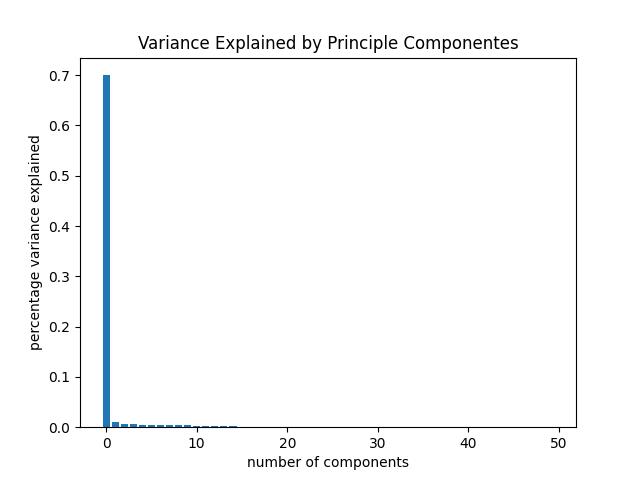 Variance Explained by Principle Componentes
0.7
0.6
0.5
0.4
0.3
0.2
0.1
0.0
percentage variance explained
0 10 20 30 40 50
number of components